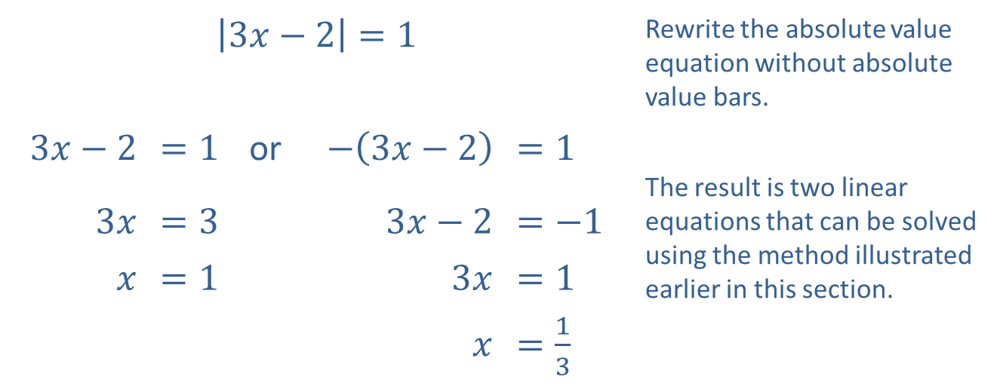 |3x − 2| = 1
Rewrite the absolute value
equation without absolute
value bars.
3x − 2 = 1 or −(3x − 2) = 1
The result is two linear
equations that can be solved
using the method illustrated
earlier in this section.
3x = 3 3x − 2 = −1
x = 1 3x = 1
x = 1/3